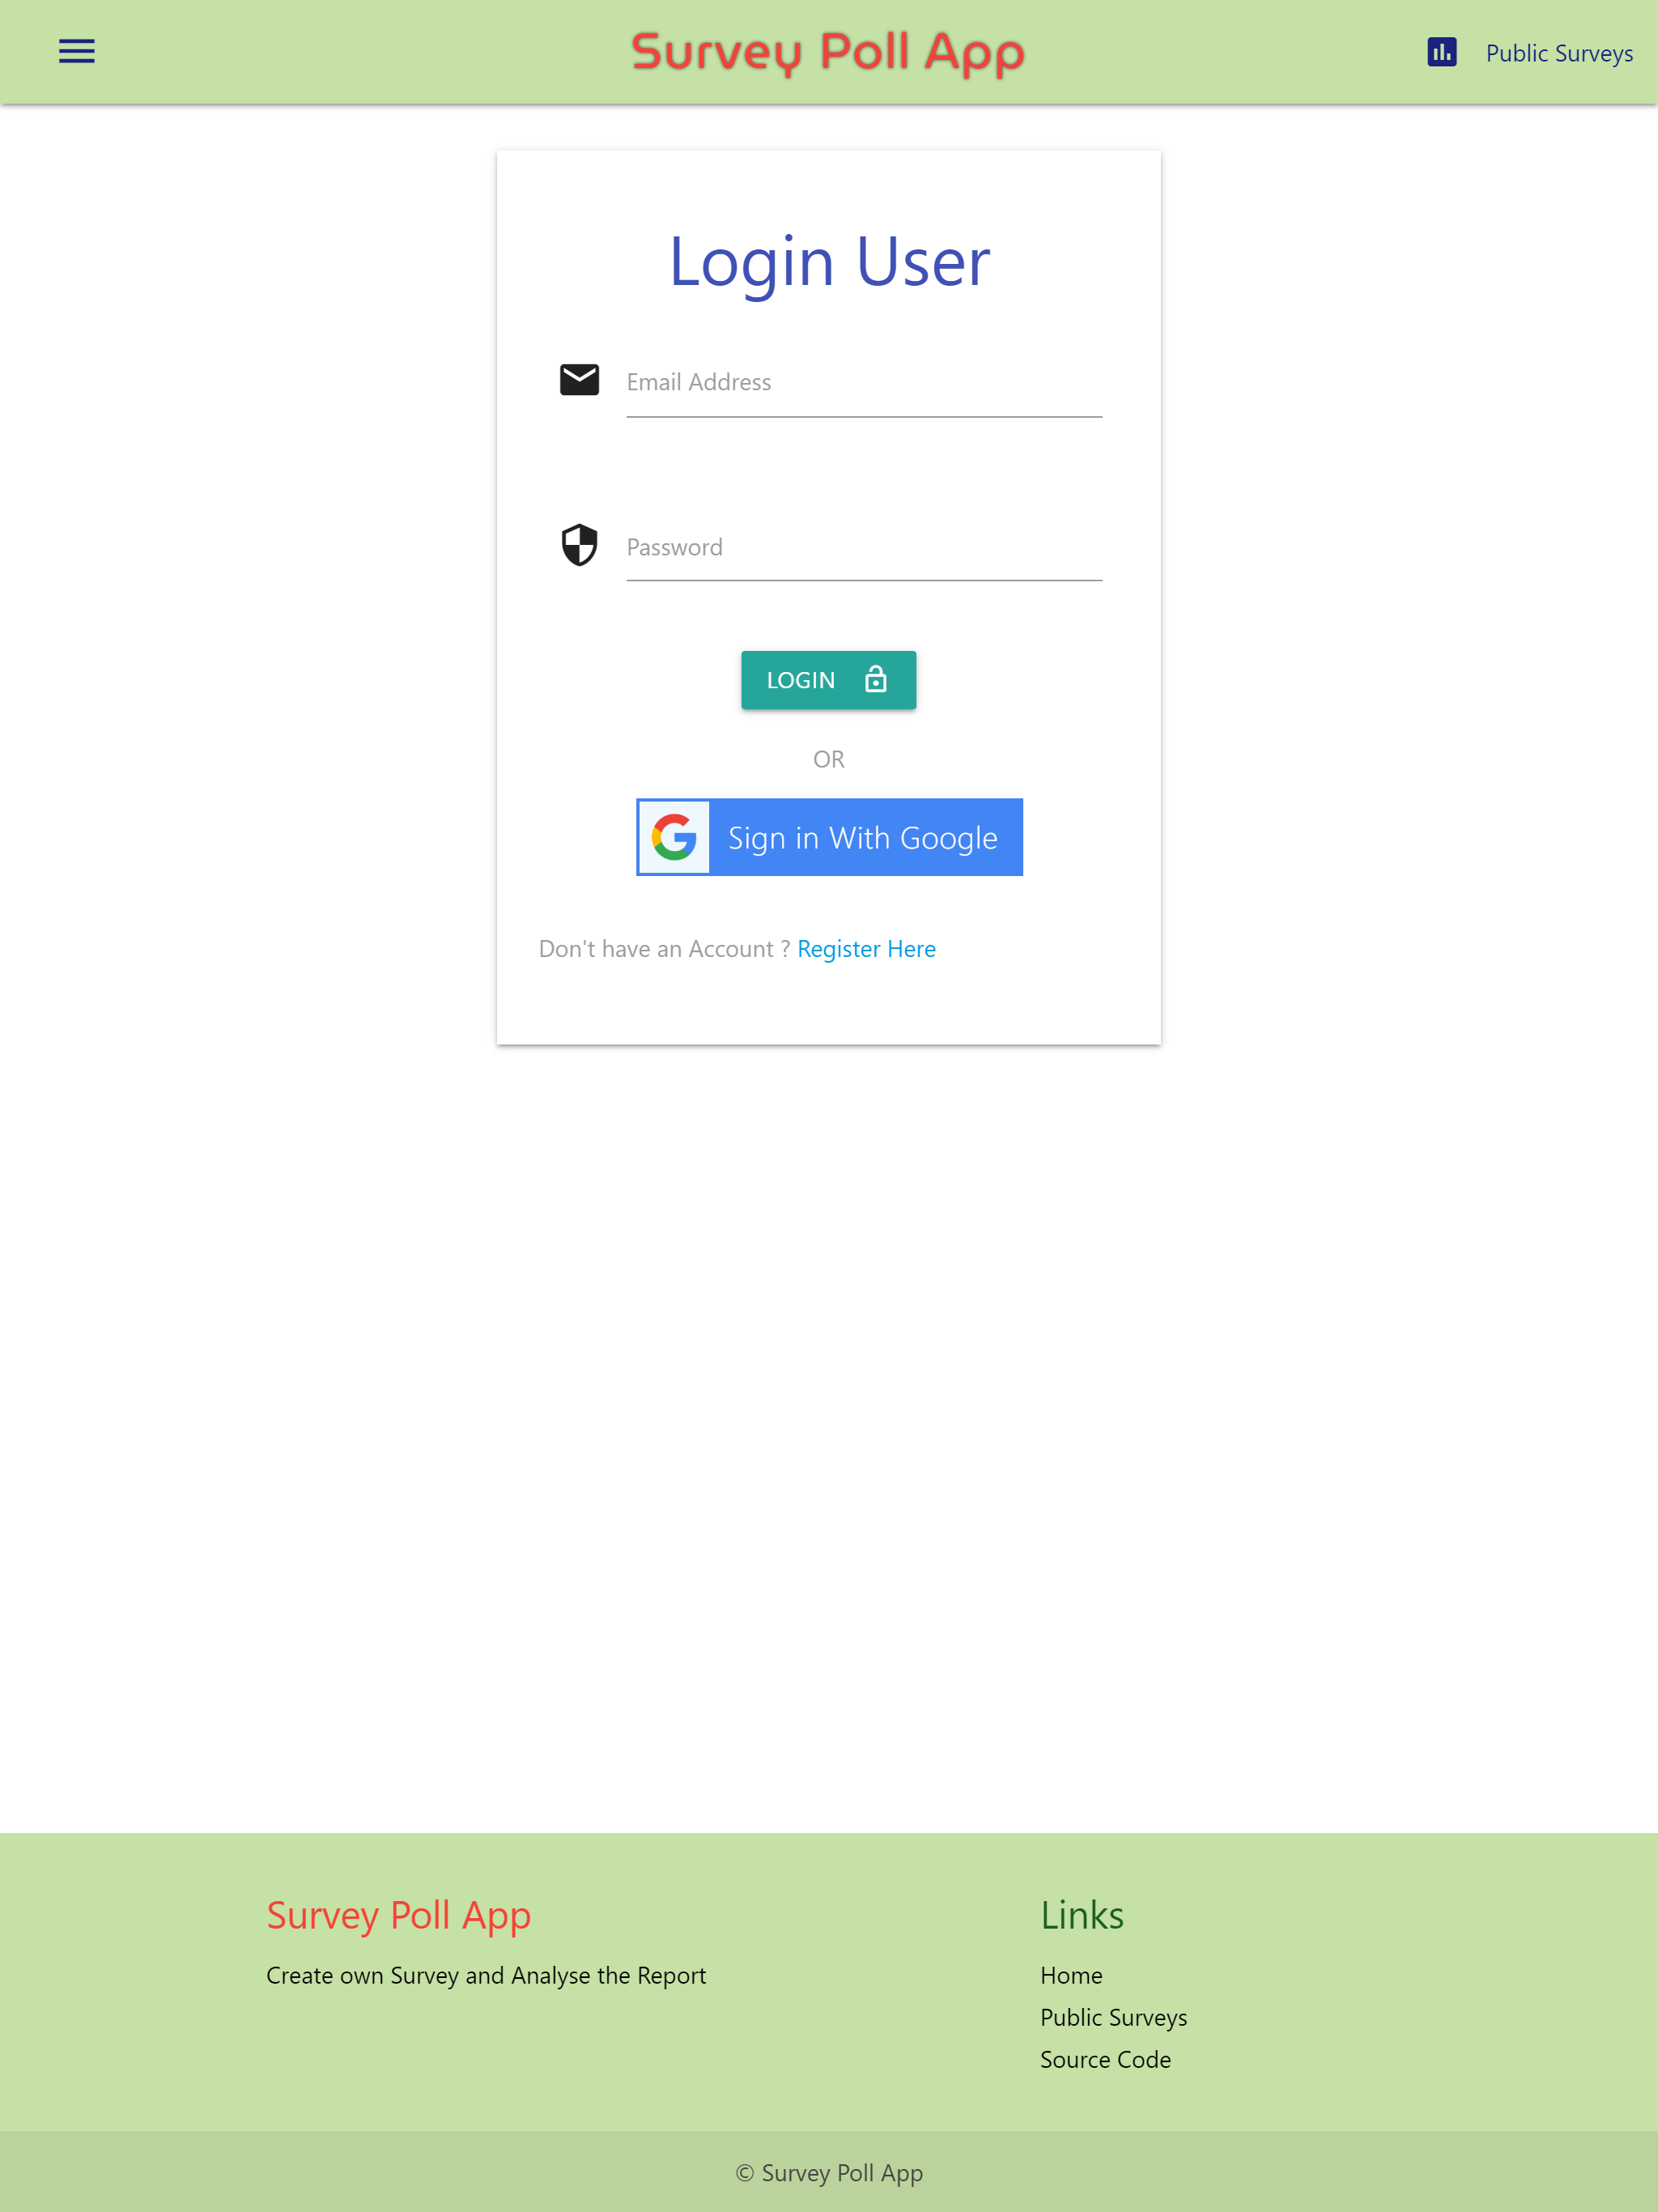 Survey Poll App
Public Surveys
Login User
Email Address
Password
LOGIN
OR
Sign in With Google
Don't have an Account ? Register Here
Survey Poll App
Create own Survey and Analyse the Report
Links
Home
Public Surveys
Source Code
© Survey Poll App